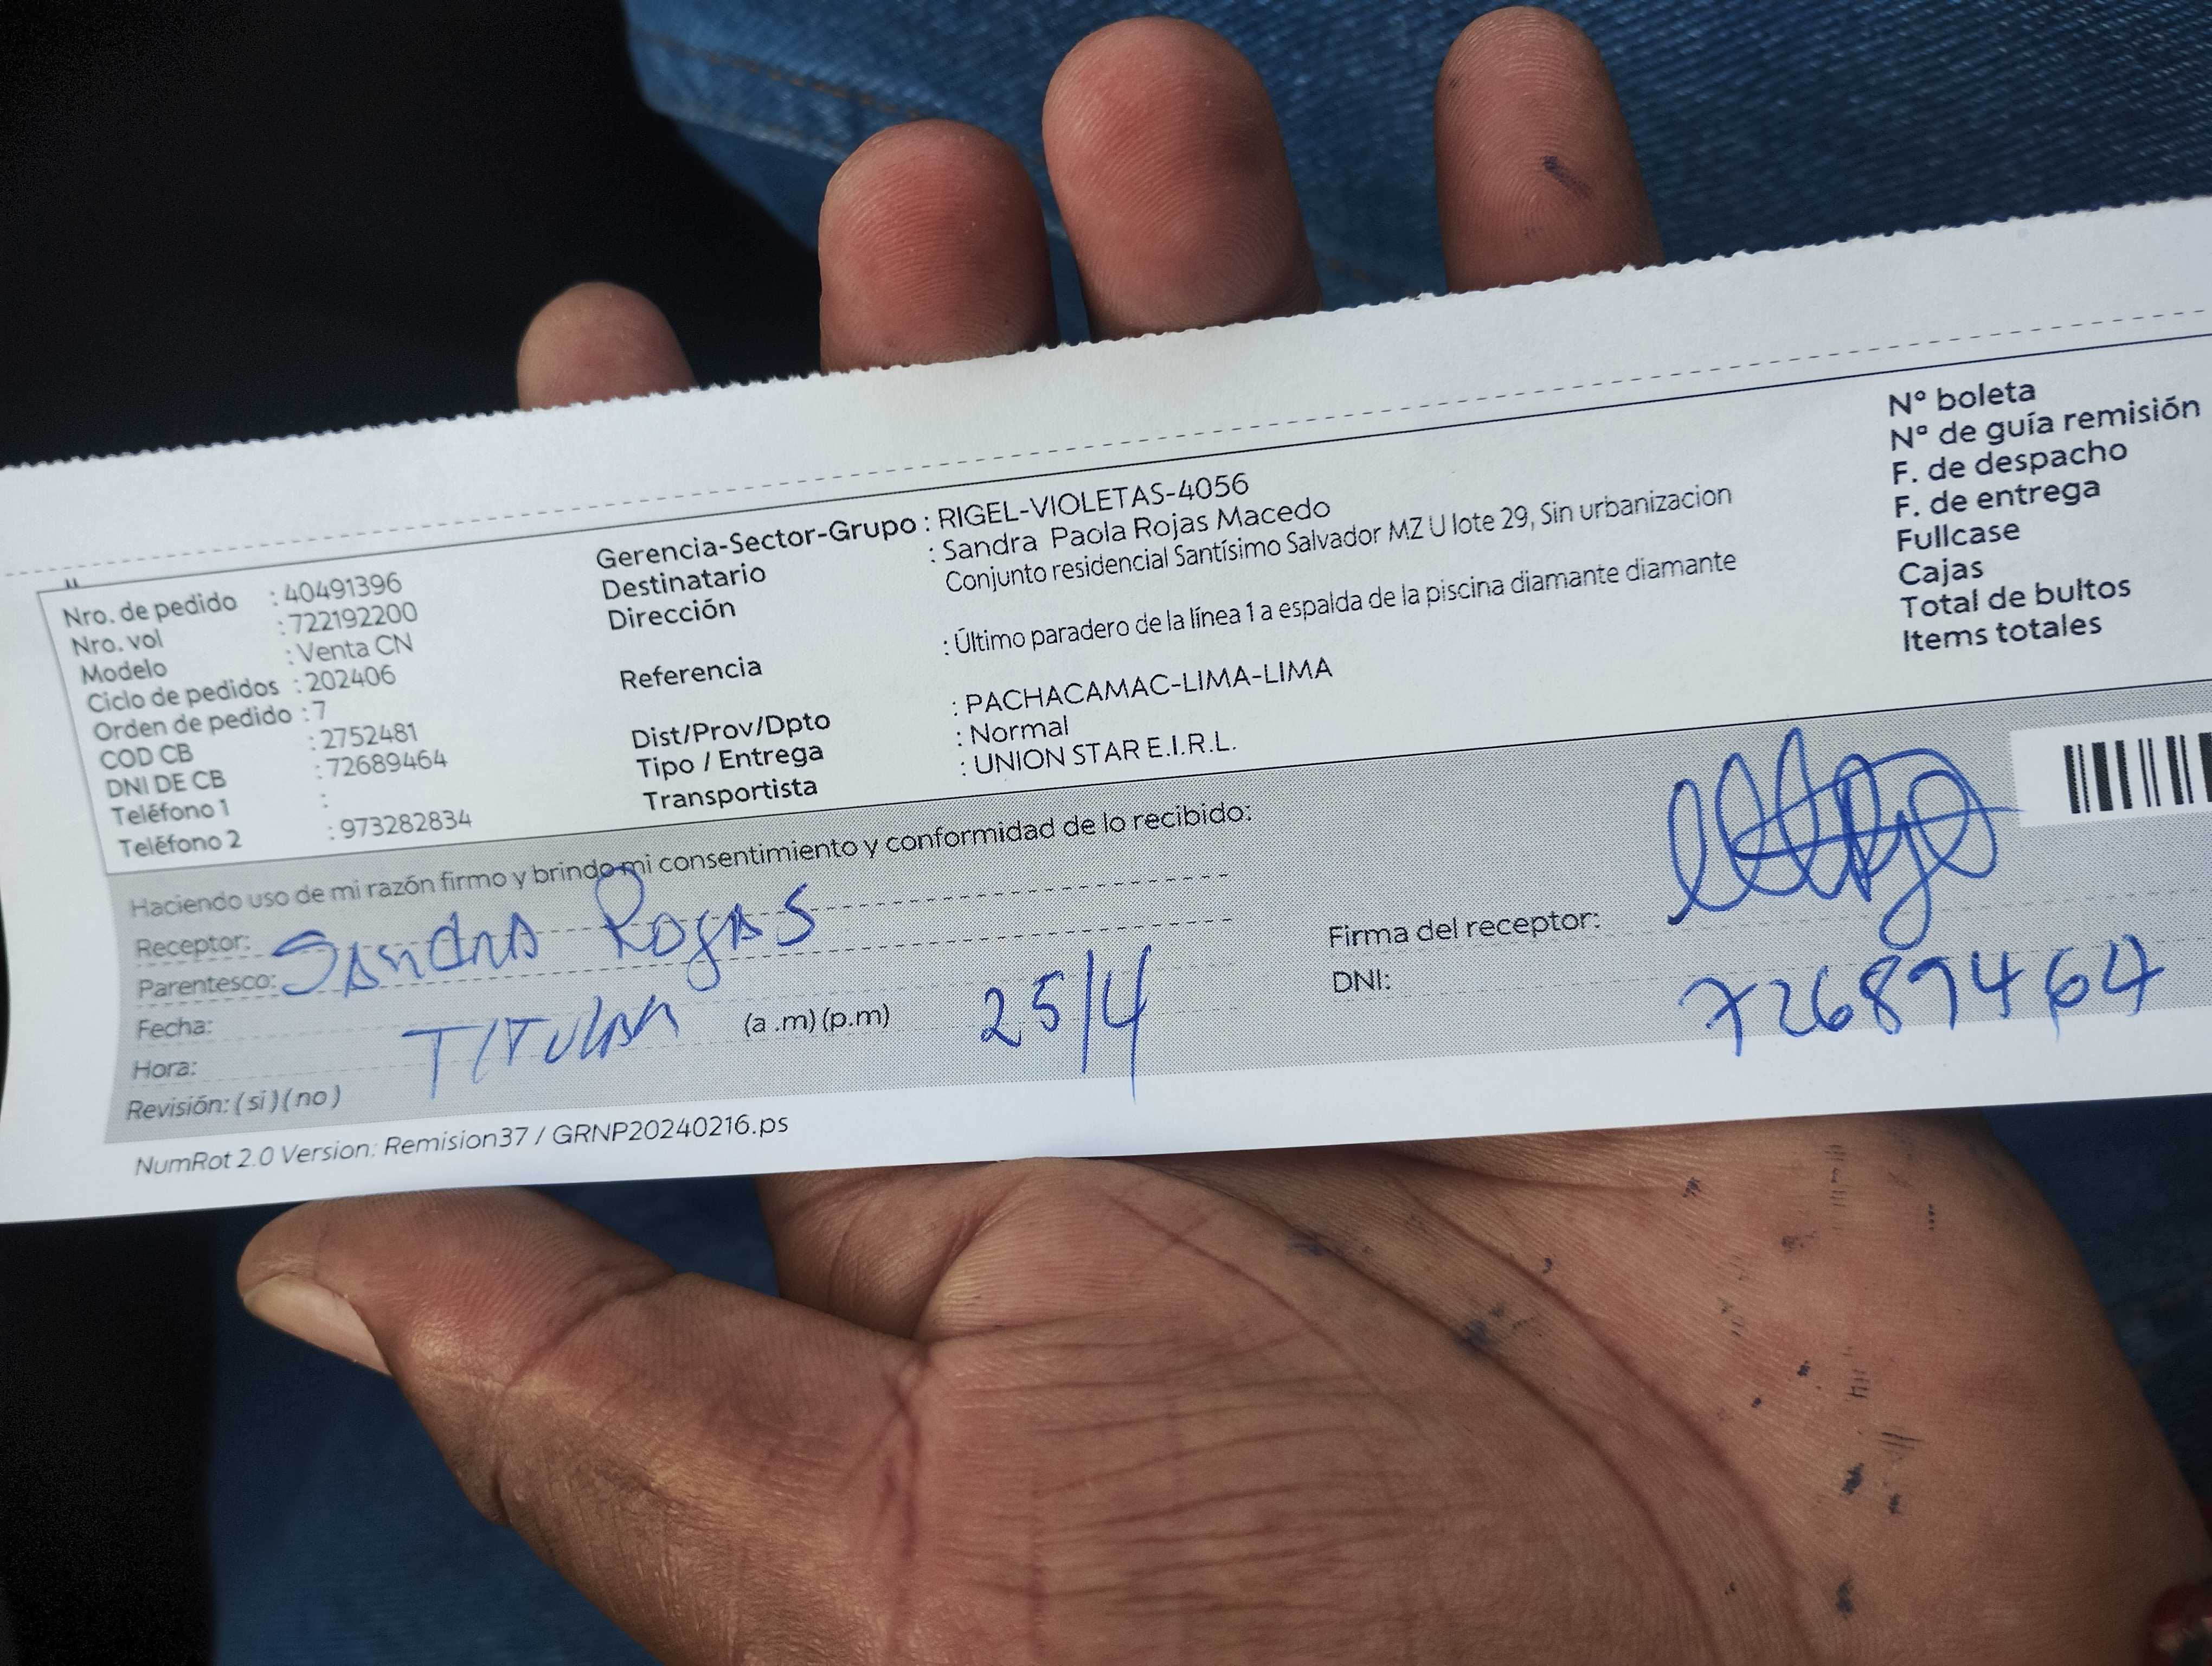 Nro. de pedido : 40491396
Nro. vol : 722192200
Modelo : Venta CN
Ciclo de pedidos : 202406
Orden de pedido : 7
COD CB : 2752481
DNI DE CB : 72689464
Teléfono 1 :
Teléfono 2 : 973282834
Gerencia-Sector-Grupo : RIGEL-VIOLETAS-4056
Destinatario : Sandra Paola Rojas Macedo
Dirección Conjunto residencial Santísimo Salvador MZ U lote 29, Sin urbanizacion
Referencia : Último paradero de la línea 1 a espalda de la piscina diamante diamante
Dist/Prov/Dpto : PACHACAMAC-LIMA-LIMA
Tipo / Entrega : Normal
Transportista : UNION STAR E.I.R.L.
N° boleta
N° de guía remisión
F. de despacho
F. de entrega
Fullcase
Cajas
Total de bultos
Items totales
Haciendo uso de mi razón firmo y brindo mi consentimiento y conformidad de lo recibido:
Receptor: Sandra Rojas
Parentesco:
Fecha: TITULAR (a .m) (p.m) 25/4
Hora:
Revisión: ( si ) ( no )
Firma del receptor:
DNI: 72689464
NumRot 2.0 Version: Remision37 / GRNP20240216.ps